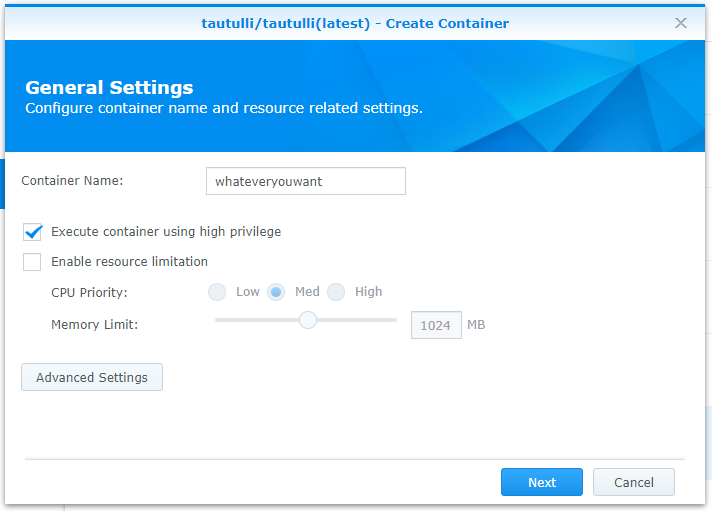 tautulli/tautulli(latest) - Create Container
General Settings
Configure container name and resource related settings.
Container Name: whateveryouwant
Execute container using high privilege
Enable resource limitation
CPU Priority: Low Med High
Memory Limit: 1024 MB
Advanced Settings
Next Cancel